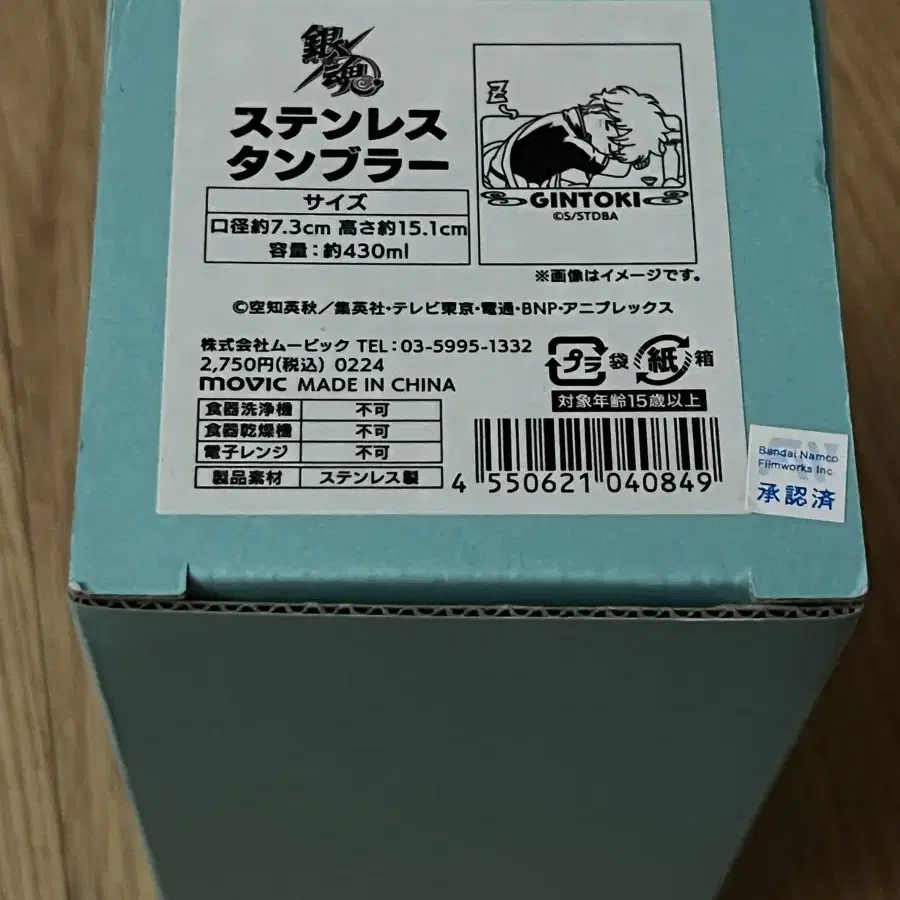 銀魂
ステンレス
タンブラー
サイズ
口径約7.3cm 高さ約15.1cm
容量：約430ml
Z
GINTOKI
©S/STDBA
※画像はイメージです。
©空知英秋／集英社・テレビ東京・電通・BNP・アニプレックス
株式会社ムービック TEL：03-5995-1332
2,750円(税込) 0224
movic MADE IN CHINA
プラ 袋 紙 箱
対象年齢15歳以上
食器洗浄機 不可
食器乾燥機 不可
電子レンジ 不可
製品素材 ステンレス製
4 550621 040849
Bandai Namco
Filmworks Inc.
承認済